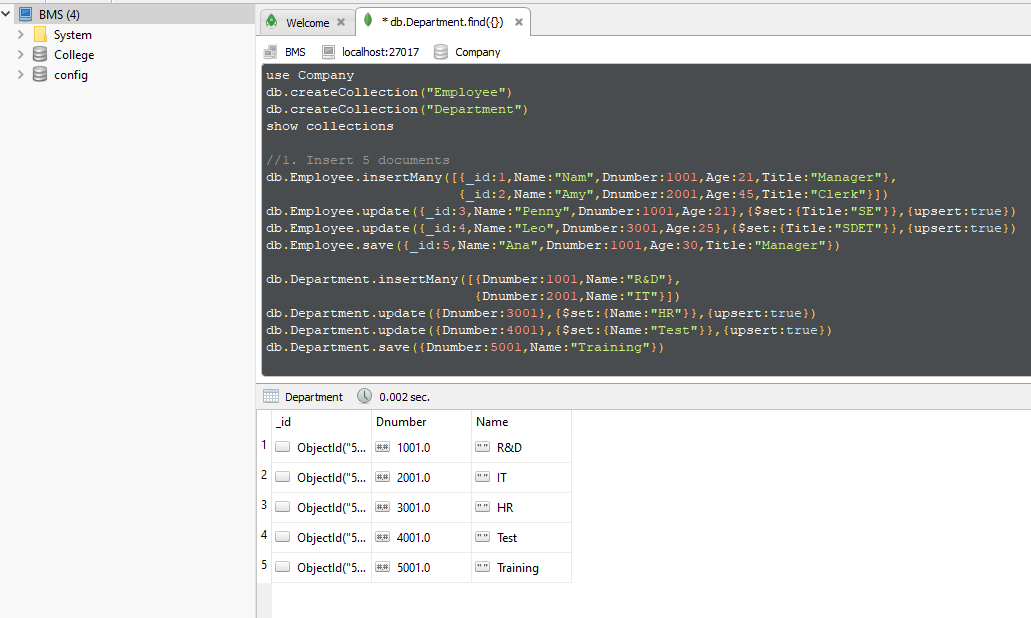 BMS (4)
System
College
config
Welcome
* db.Department.find({})
BMS localhost:27017 Company
use Company
db.createCollection("Employee")
db.createCollection("Department")
show collections
//1. Insert 5 documents
db.Employee.insertMany([{_id:1,Name:"Nam",Dnumber:1001,Age:21,Title:"Manager"},
{_id:2,Name:"Amy",Dnumber:2001,Age:45,Title:"Clerk"}])
db.Employee.update({_id:3,Name:"Penny",Dnumber:1001,Age:21},{$set:{Title:"SE"}},{upsert:true})
db.Employee.update({_id:4,Name:"Leo",Dnumber:3001,Age:25},{$set:{Title:"SDET"}},{upsert:true})
db.Employee.save({_id:5,Name:"Ana",Dnumber:1001,Age:30,Title:"Manager"})
db.Department.insertMany([{Dnumber:1001,Name:"R&D"},
{Dnumber:2001,Name:"IT"}])
db.Department.update({Dnumber:3001},{$set:{Name:"HR"}},{upsert:true})
db.Department.update({Dnumber:4001},{$set:{Name:"Test"}},{upsert:true})
db.Department.save({Dnumber:5001,Name:"Training"})
Department 0.002 sec.
_id Dnumber Name
1 ObjectId("5... ## 1001.0 "" R&D
2 ObjectId("5... ## 2001.0 "" IT
3 ObjectId("5... ## 3001.0 "" HR
4 ObjectId("5... ## 4001.0 "" Test
5 ObjectId("5... ## 5001.0 "" Training